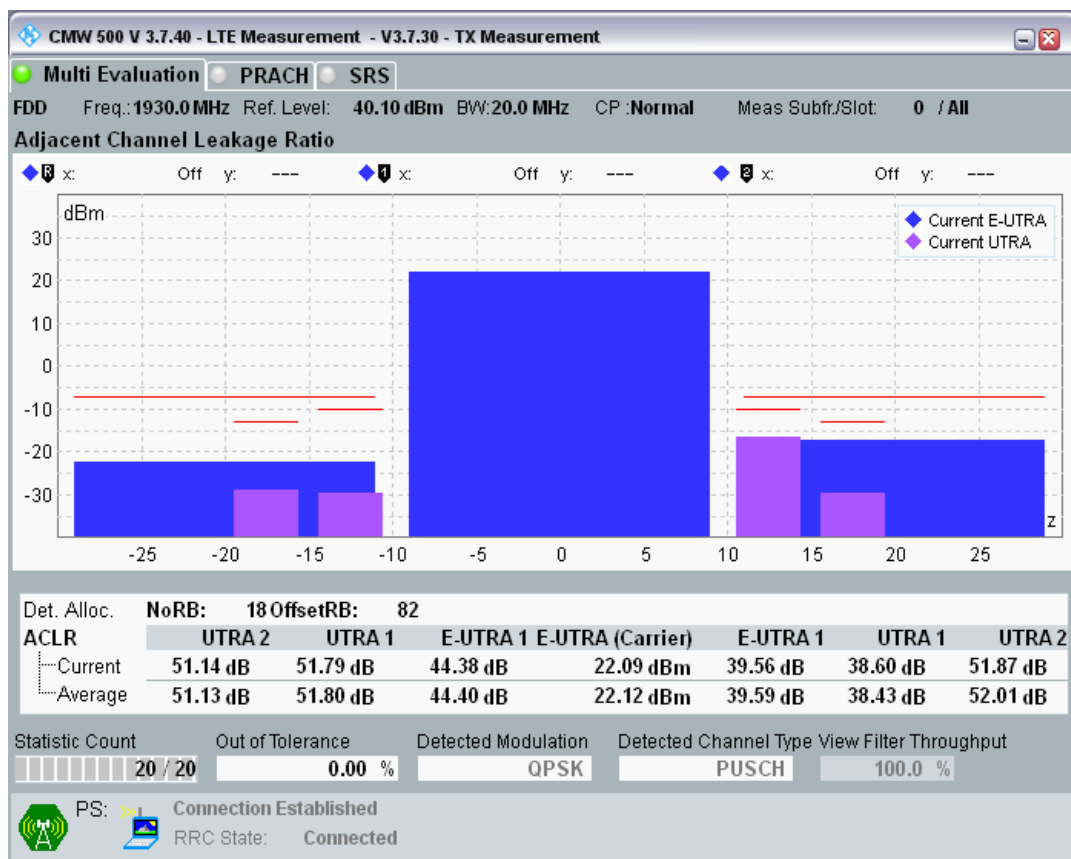 CMW 500 V 3.7.40 - LTE Measurement - V3.7.30 - TX Measurement
Multi Evaluation PRACH SRS
FDD Freq.:1930.0 MHz Ref. Level: 40.10 dBm BW:20.0 MHz CP :Normal Meas Subfr./Slot: 0 / All
Adjacent Channel Leakage Ratio
R x: Off y: --- 1 x: Off y: --- 2 x: Off y: ---
dBm
Current E-UTRA
Current UTRA
30
20
10
0
-10
-20
-30
z
-25 -20 -15 -10 -5 0 5 10 15 20 25
Det. Alloc. NoRB: 18 OffsetRB: 82
ACLR UTRA 2 UTRA 1 E-UTRA 1 E-UTRA (Carrier) E-UTRA 1 UTRA 1 UTRA 2
Current 51.14 dB 51.79 dB 44.38 dB 22.09 dBm 39.56 dB 38.60 dB 51.87 dB
Average 51.13 dB 51.80 dB 44.40 dB 22.12 dBm 39.59 dB 38.43 dB 52.01 dB
Statistic Count Out of Tolerance Detected Modulation Detected Channel Type View Filter Throughput
20 / 20 0.00 % QPSK PUSCH 100.0 %
PS: Connection Established
RRC State: Connected